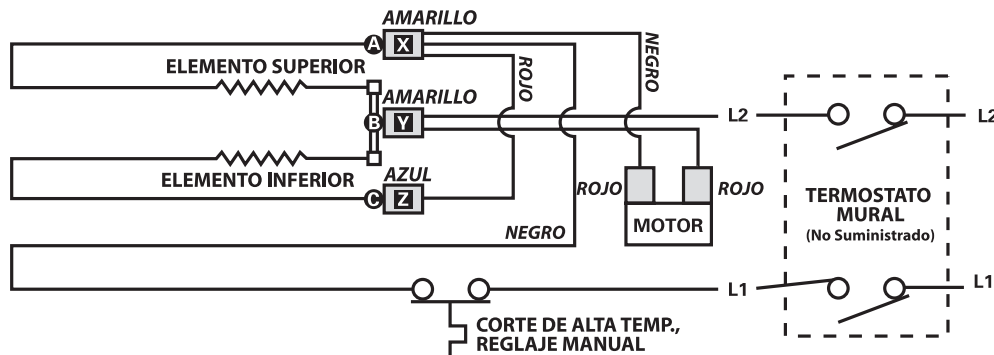 AMARILLO
A X
NEGRO
ROJO
ELEMENTO SUPERIOR
AMARILLO
B Y
L2
L2
ELEMENTO INFERIOR
AZUL
C Z
ROJO
ROJO
MOTOR
TERMOSTATO
MURAL
(No Suministrado)
NEGRO
L1
L1
CORTE DE ALTA TEMP.,
REGLAJE MANUAL